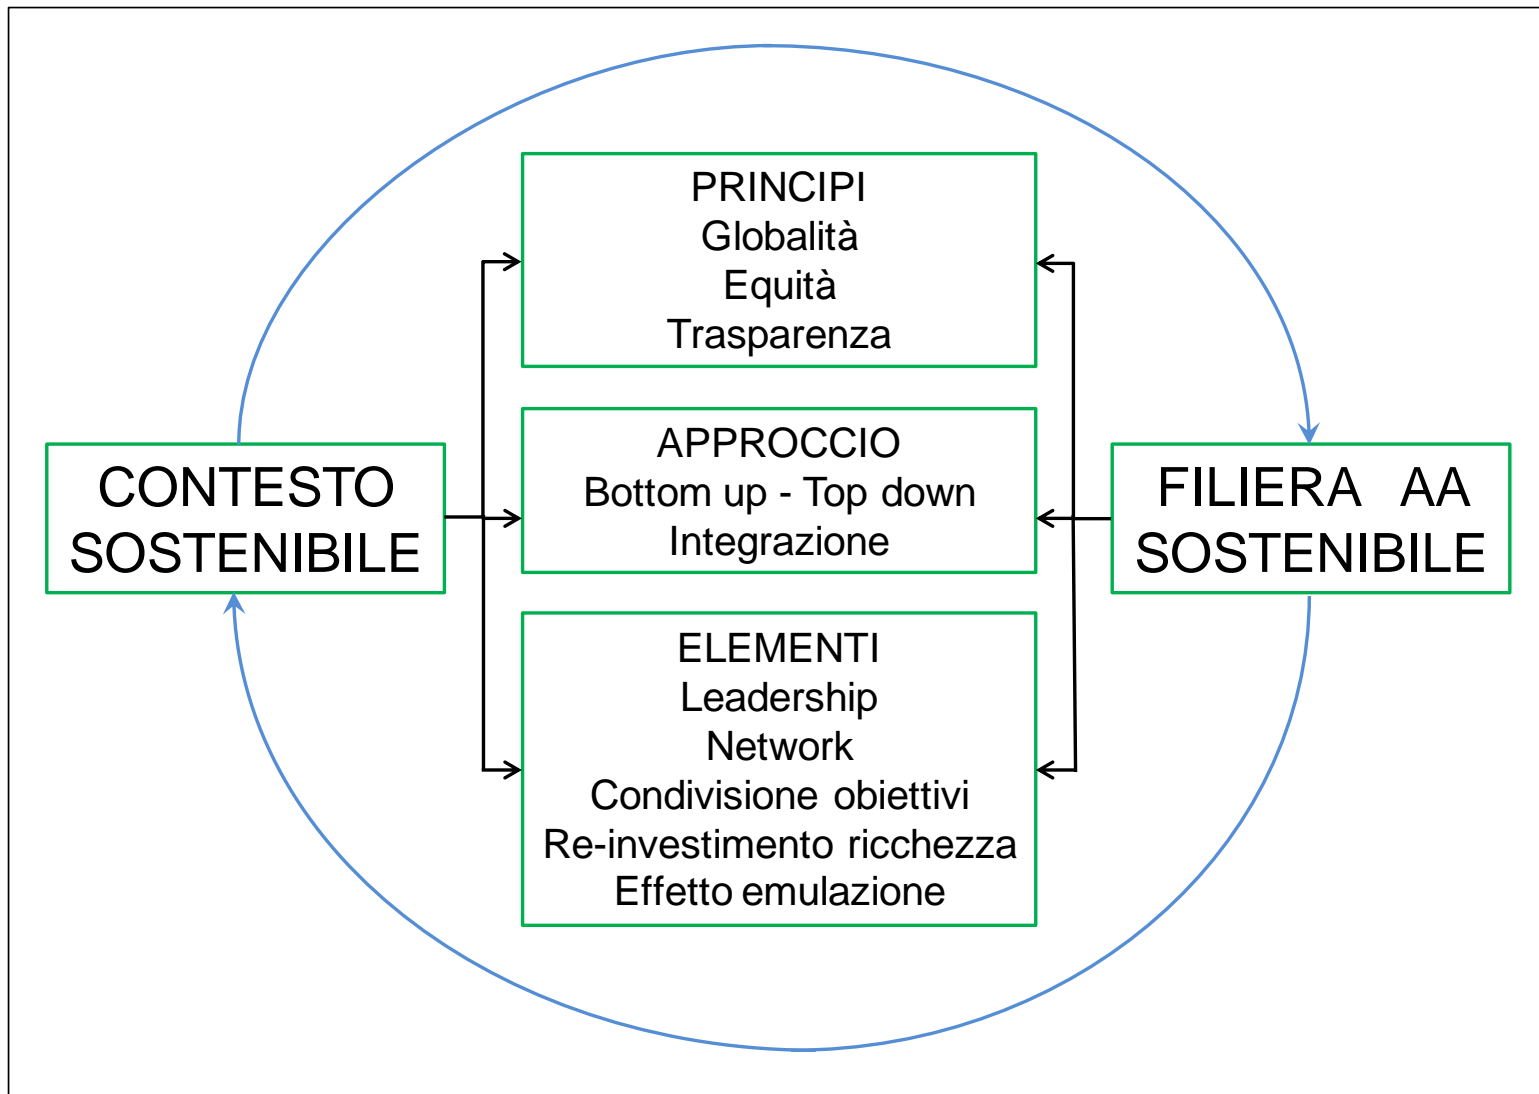 PRINCIPI
Globalità
Equità
Trasparenza
CONTESTO
SOSTENIBILE
APPROCCIO
Bottom up - Top down
Integrazione
FILIERA AA
SOSTENIBILE
ELEMENTI
Leadership
Network
Condivisione obiettivi
Re-investimento ricchezza
Effetto emulazione